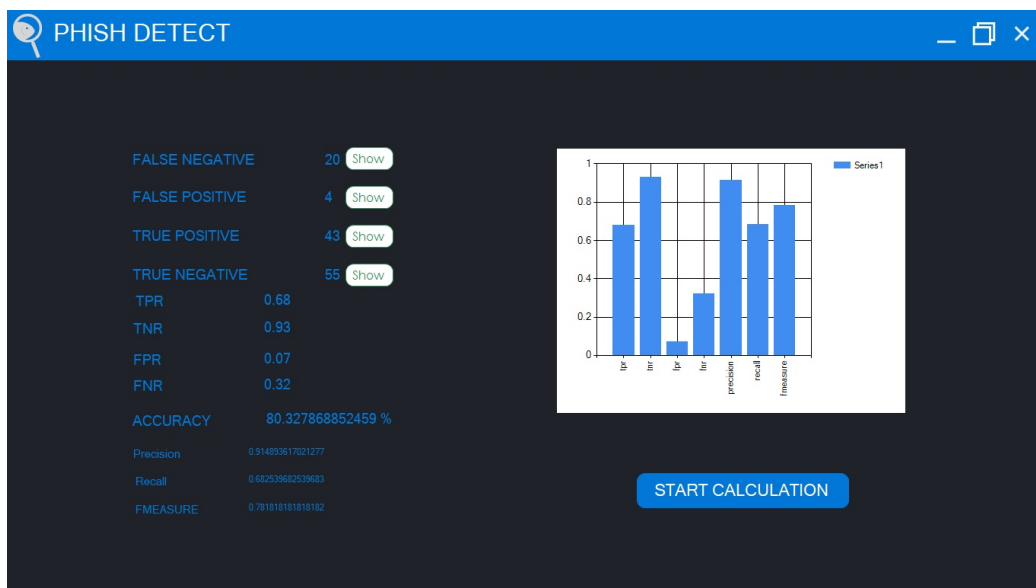 PHISH DETECT
FALSE NEGATIVE 20 Show
FALSE POSITIVE 4 Show
TRUE POSITIVE 43 Show
TRUE NEGATIVE 55 Show
TPR 0.68
TNR 0.93
FPR 0.07
FNR 0.32
ACCURACY 80.327868852459 %
Precision 0.914893617021277
Recall 0.682539682539683
FMEASURE 0.781818181818182
1
0.8
0.6
0.4
0.2
0
tpr
tnr
fpr
fnr
precision
recall
fmeasure
Series1
START CALCULATION